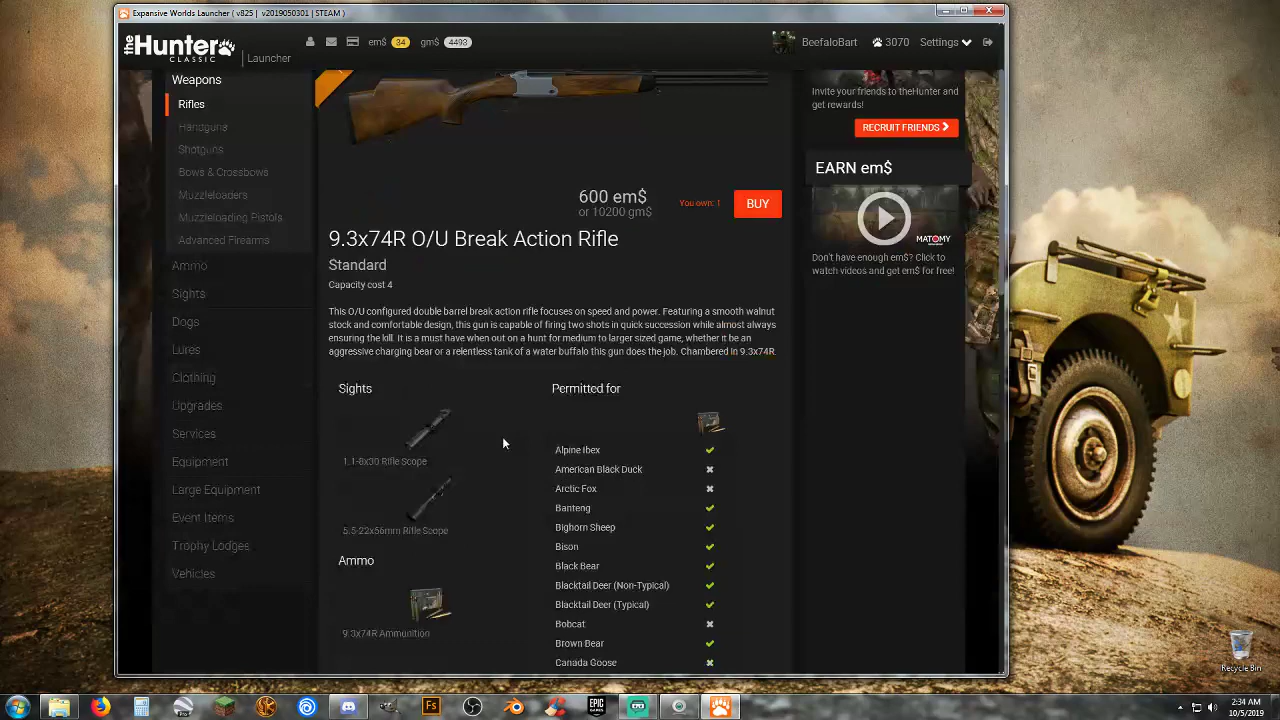 Expansive Worlds Launcher ( v825 | v2019050301 | STEAM )
theHunter CLASSIC | Launcher
em$ 34 gm$ 4493
BeefaloBart 3070 Settings
Weapons
Rifles
Handguns
Shotguns
Bows & Crossbows
Muzzleloaders
Muzzleloading Pistols
Advanced Firearms
Ammo
Sights
Dogs
Lures
Clothing
Upgrades
Services
Equipment
Large Equipment
Event Items
Trophy Lodges
Vehicles
600 em$
or 10200 gm$
You own: 1
BUY
9.3x74R O/U Break Action Rifle
Standard
Capacity cost 4
This O/U configured double barrel break action rifle focuses on speed and power. Featuring a smooth walnut
stock and comfortable design, this gun is capable of firing two shots in quick succession while almost always
ensuring the kill. It is a must have when out on a hunt for medium to larger sized game, whether it be an
aggressive charging bear or a relentless tank of a water buffalo this gun does the job. Chambered in 9.3x74R.
Sights
1.1-8x30 Rifle Scope
5.5-22x56mm Rifle Scope
Ammo
9.3x74R Ammunition
Permitted for
Alpine Ibex
American Black Duck
Arctic Fox
Banteng
Bighorn Sheep
Bison
Black Bear
Blacktail Deer (Non-Typical)
Blacktail Deer (Typical)
Bobcat
Brown Bear
Canada Goose
Invite your friends to theHunter and
get rewards!
RECRUIT FRIENDS
EARN em$
MATOMY
Don't have enough em$? Click to
watch videos and get em$ for free!
Recycle Bin
Fs
EPIC
GAMES
2:34 AM
10/5/2019